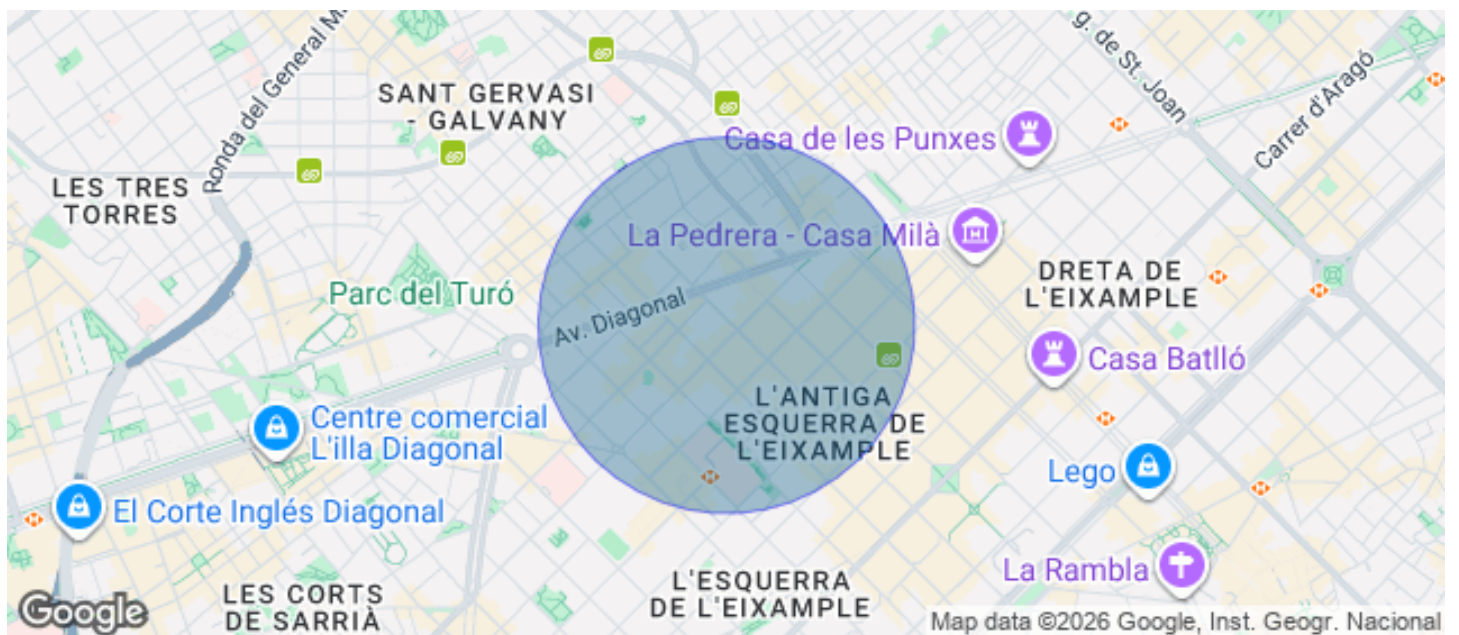 g. de St. Joan
Carrer d'Aragó
Ronda del General Mi
SANT GERVASI
- GALVANY
Casa de les Punxes
LES TRES
TORRES
La Pedrera - Casa Milà
DRETA DE
L'EIXAMPLE
Parc del Turó
Av. Diagonal
Casa Batlló
L'ANTIGA
ESQUERRA DE
L'EIXAMPLE
Centre comercial
L'illa Diagonal
Lego
El Corte Inglés Diagonal
La Rambla
L'ESQUERRA
DE L'EIXAMPLE
LES CORTS
DE SARRIÀ
Google
Map data ©2026 Google, Inst. Geogr. Nacional